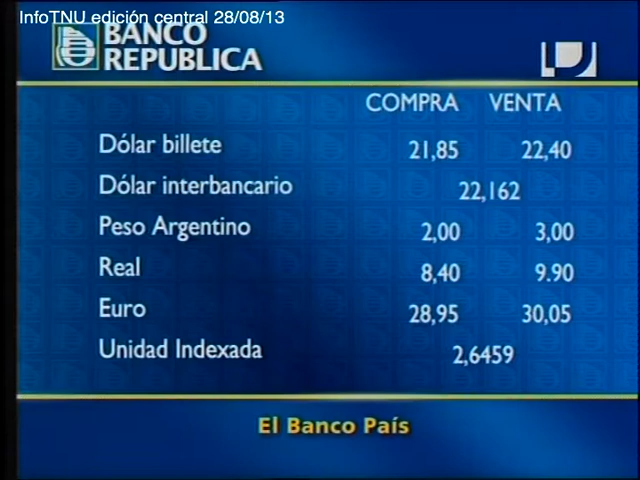 InfoTNU edición central 28/08/13
BANCO
REPUBLICA
COMPRA VENTA
Dólar billete 21,85 22,40
Dólar interbancario 22,162
Peso Argentino 2,00 3,00
Real 8,40 9.90
Euro 28,95 30,05
Unidad Indexada 2,6459
El Banco País